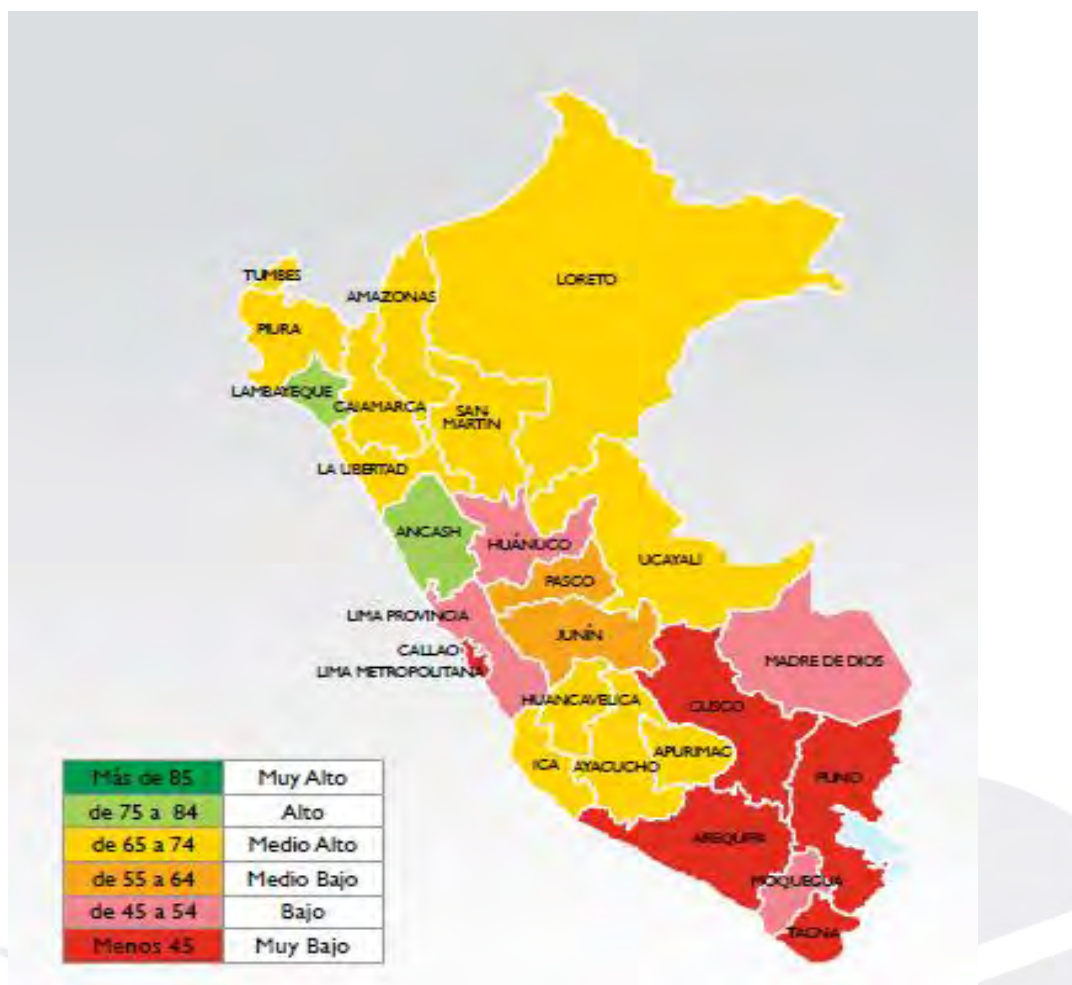 TUMBES
AMAZONAS
LORETO
PIURA
LAMBAYEQUE
CAJAMARCA
SAN
MARTÍN
LA LIBERTAD
ANCASH
HUÁNUCO
UCAYALI
PASCO
LIMA PROVINCIA
JUNÍN
CALLAO
LIMA METROPOLITANA
MADRE DE DIOS
HUANCAVELICA
CUSCO
ICA
AYACUCHO
APURIMAC
PUNO
AREQUIPA
MOQUEGUA
TACNA
Más de 85 Muy Alto
de 75 a 84 Alto
de 65 a 74 Medio Alto
de 55 a 64 Medio Bajo
de 45 a 54 Bajo
Menos 45 Muy Bajo